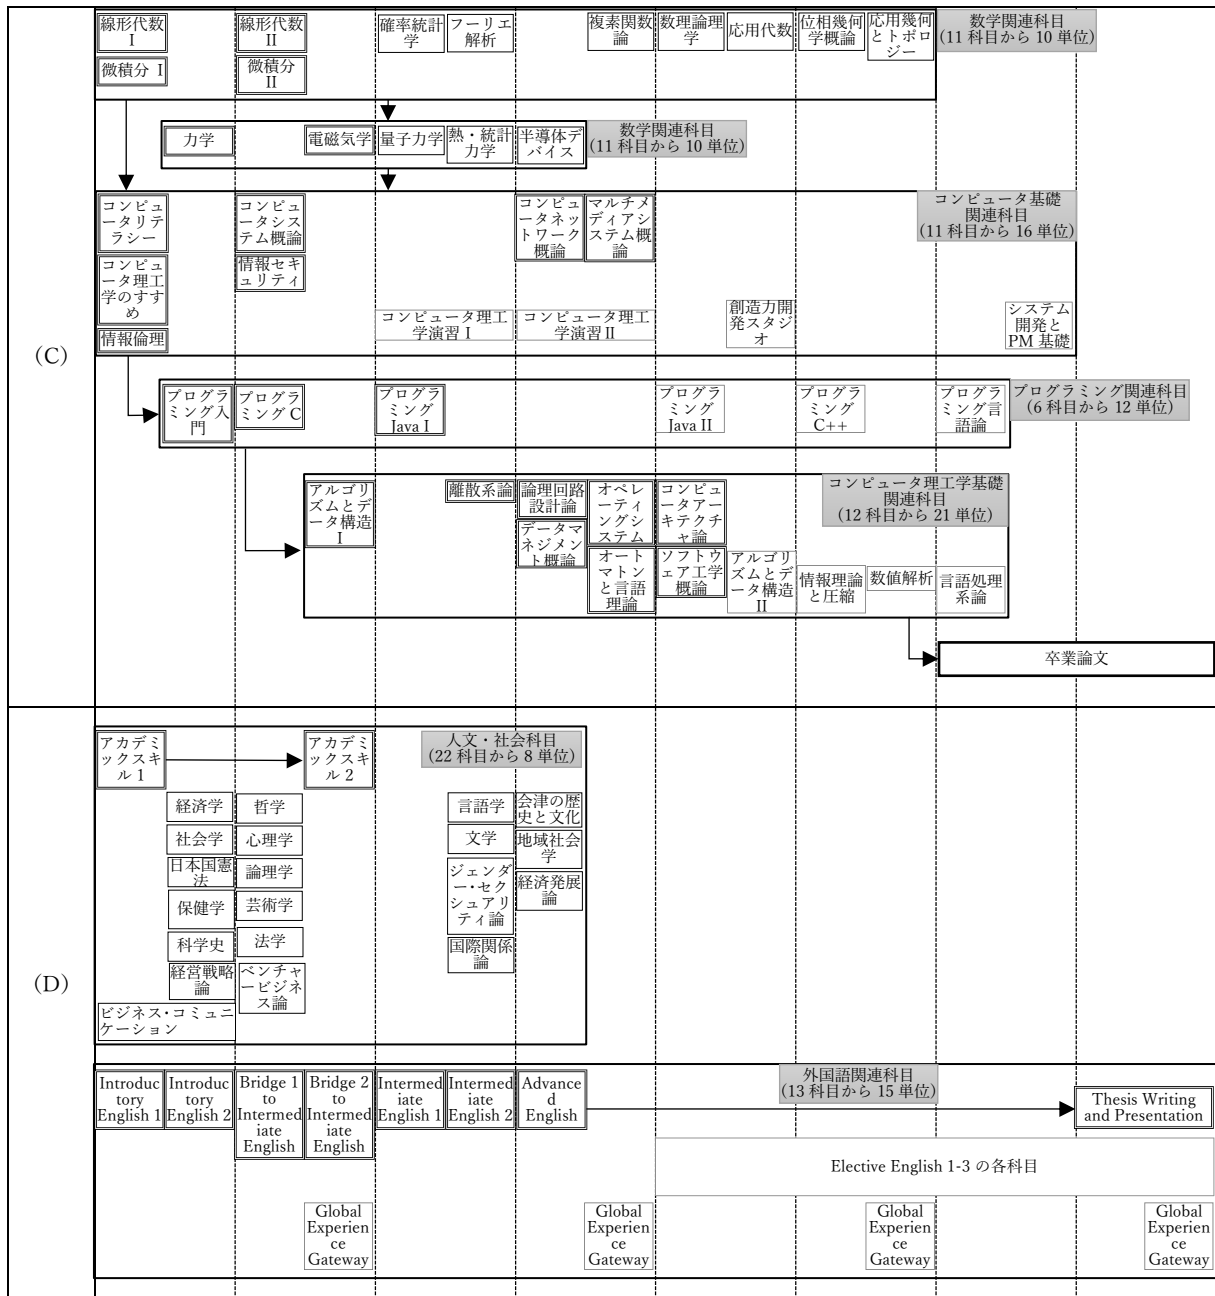 (C)
線形代数
I
線形代数
II
確率統計
学
フーリエ
解析
複素関数
論
数理論理
学
応用代数
位相幾何
学概論
応用幾何
とトポロ
ジー
数学関連科目
(11 科目から 10 単位)
微積分 I
微積分
II
力学
電磁気学
量子力学
熱・統計
力学
半導体デ
バイス
数学関連科目
(11 科目から 10 単位)
コンピュ
ータリテ
ラシー
コンピュ
ータシス
テム概論
コンピュ
ータネッ
トワーク
概論
マルチメ
ディアシ
ステム概
論
コンピュータ基礎
関連科目
(11 科目から 16 単位)
コンピュ
ータ理工
学のすす
め
情報セキ
ュリティ
情報倫理
コンピュータ理工
学演習 I
コンピュータ理工
学演習 II
創造力開
発スタジ
オ
システム
開発と
PM 基礎
プログラ
ミング入
門
プログラ
ミング C
プログラ
ミング
Java I
プログラ
ミング
Java II
プログラ
ミング
C++
プログラ
ミング言
語論
プログラミング関連科目
(6 科目から 12 単位)
アルゴリ
ズムとデ
ータ構造
I
離散系論
論理回路
設計論
オペレ
ーティ
ングシ
ステム
コンピュ
ータアー
キテクチ
ャ論
コンピュータ理工学基礎
関連科目
(12 科目から 21 単位)
データマ
ネジメン
ト概論
オート
マトン
と言語
理論
ソフトウ
ェア工学
概論
アルゴリ
ズムとデ
ータ構造
II
情報理論
と圧縮
数値解析
言語処理
系論
卒業論文
(D)
アカデミ
ックスキ
ル 1
アカデミ
ックスキ
ル 2
人文・社会科目
(22 科目から 8 単位)
経済学
哲学
言語学
会津の歴
史と文化
社会学
心理学
文学
地域社会
学
日本国憲
法
論理学
ジェンダ
ー・セク
シュアリ
ティ論
経済発展
論
保健学
芸術学
科学史
法学
国際関係
論
経営戦略
論
ベンチャ
ービジネ
ス論
ビジネス・コミュニ
ケーション
外国語関連科目
(13 科目から 15 単位)
Introduc
tory
English 1
Introduc
tory
English 2
Bridge 1
to
Intermed
iate
English
Bridge 2
to
Intermed
iate
English
Intermed
iate
English 1
Intermed
iate
English 2
Advance
d
English
Thesis Writing
and Presentation
Elective English 1-3 の各科目
Global
Experien
ce
Gateway
Global
Experien
ce
Gateway
Global
Experien
ce
Gateway
Global
Experien
ce
Gateway